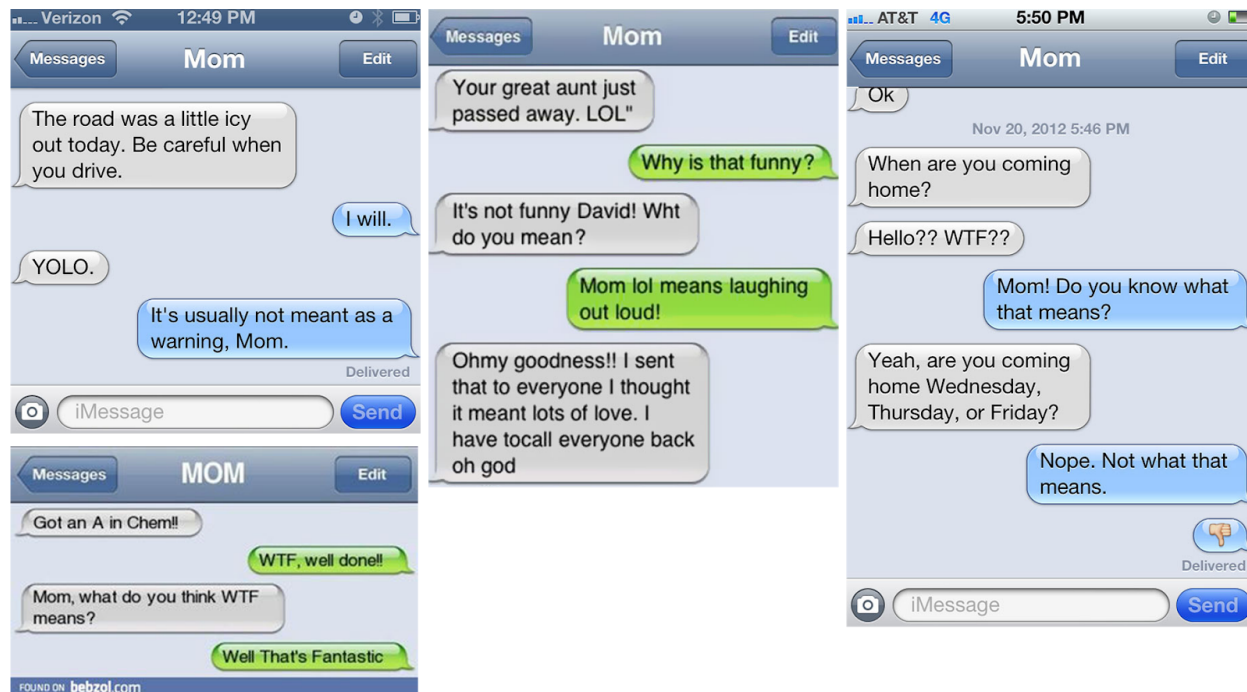 Verizon 12:49 PM
Messages Mom Edit
The road was a little icy
out today. Be careful when
you drive.
I will.
YOLO.
It's usually not meant as a
warning, Mom.
Delivered
iMessage Send
Messages MOM Edit
Got an A in Chem!!
WTF, well done!!
Mom, what do you think WTF
means?
Well That's Fantastic
FOUND ON bebzol.com
Messages Mom Edit
Your great aunt just
passed away. LOL"
Why is that funny?
It's not funny David! Wht
do you mean?
Mom lol means laughing
out loud!
Ohmy goodness!! I sent
that to everyone I thought
it meant lots of love. I
have tocall everyone back
oh god
AT&T 4G 5:50 PM
Messages Mom Edit
Ok
Nov 20, 2012 5:46 PM
When are you coming
home?
Hello?? WTF??
Mom! Do you know what
that means?
Yeah, are you coming
home Wednesday,
Thursday, or Friday?
Nope. Not what that
means.
Delivered
iMessage Send